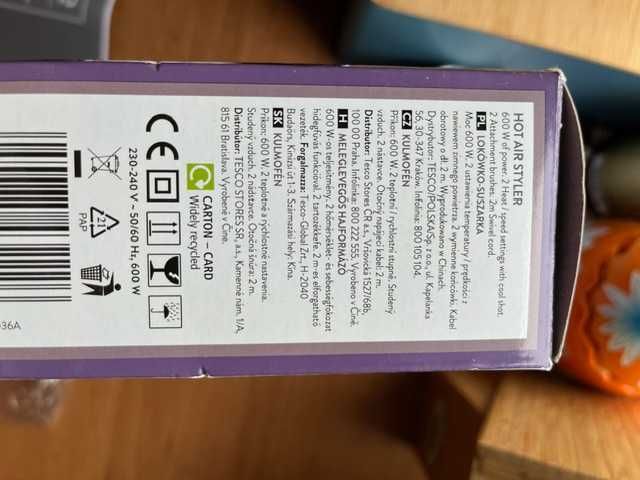 HOT AIR STYLER
600 W of power. 2 Heat / speed settings with cool shot.
2 Attachment brushes. 2m Swivel cord.
PL LOKÓWKO-SUSZARKA
Moc 600 W, 2 ustawienia temperatury / prędkości z
nawiewem zimnego powietrza. 2 wymienne końcówki. Kabel
obrotowy o dł. 2 m. Wyprodukowano w Chinach.
Dystrybutor: TESCO/POLSKA/Sp. z o.o., ul. Kapelanka
56, 30-347 Kraków. Infolinia: 800 105 104.
CZ KULMOFÉN
Příkon: 600 W. 2 teplotní / rychlostní stupně. Studený
vzduch. 2 nástavce. Otočný napájecí kabel: 2 m.
Distributor: Tesco Stores ČR a.s., Vršovická 1527/68b,
100 00 Praha. Infolinka: 800 222 555. Vyrobeno v Číně.
H MELEGLEVEGŐS HAJFORMÁZÓ
600 W-os teljesítmény, 2 hőmérséklet- és sebességfokozat
hidegfúvás funkcióval. 2 tartozékkefe. 2 m-es elforgatható
vezeték. Forgalmazza: Tesco-Global Zrt., H-2040
Budaörs, Kinizsi út 1-3. Származási hely: Kína.
SK KULMOFÉN
Príkon: 600 W. 2 teplotné a rýchlostné nastavenia.
Studený vzduch. 2 nádstavce. Otočná šnúra: 2 m.
Distribútor: TESCO STORES SR, a.s., Kamenné nám. 1/A,
815 61 Bratislava. Vyrobené v Číne.
CARTON – CARD
Widely recycled
CE
230-240 V ~ 50/60 Hz, 600 W
21
PAP
036A